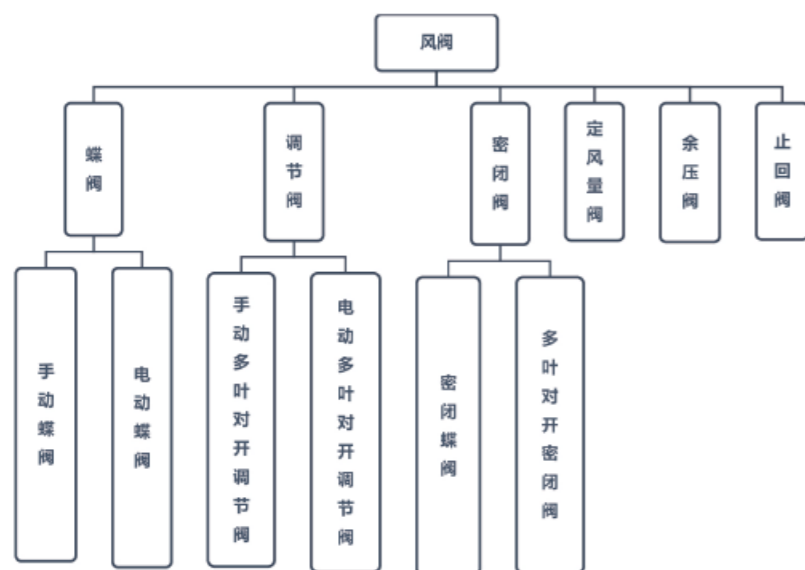 风阀
蝶阀
调节阀
密闭阀
定风量阀
余压阀
止回阀
手动蝶阀
电动蝶阀
手动多叶对开调节阀
电动多叶对开调节阀
密闭蝶阀
多叶对开密闭阀